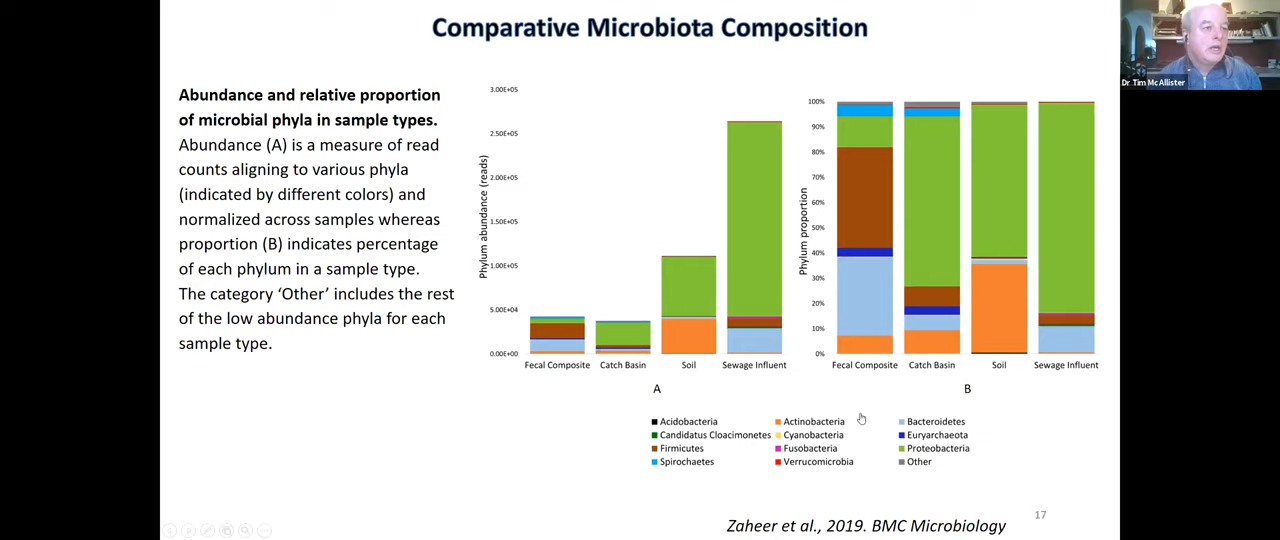 Comparative Microbiota Composition
Dr Tim McAllister
Abundance and relative proportion
of microbial phyla in sample types.
Abundance (A) is a measure of read
counts aligning to various phyla
(indicated by different colors) and
normalized across samples whereas
proportion (B) indicates percentage
of each phylum in a sample type.
The category ‘Other’ includes the rest
of the low abundance phyla for each
sample type.
Phylum abundance (reads)
3.00E+05
2.50E+05
2.00E+05
1.50E+05
1.00E+05
5.00E+04
0.00E+00
Fecal Composite Catch Basin Soil Sewage Influent
A
Phylum proportion
100%
90%
80%
70%
60%
50%
40%
30%
20%
10%
0%
Fecal Composite Catch Basin Soil Sewage Influent
B
Acidobacteria Actinobacteria Bacteroidetes
Candidatus Cloacimonetes Cyanobacteria Euryarchaeota
Firmicutes Fusobacteria Proteobacteria
Spirochaetes Verrucomicrobia Other
17
Zaheer et al., 2019. BMC Microbiology